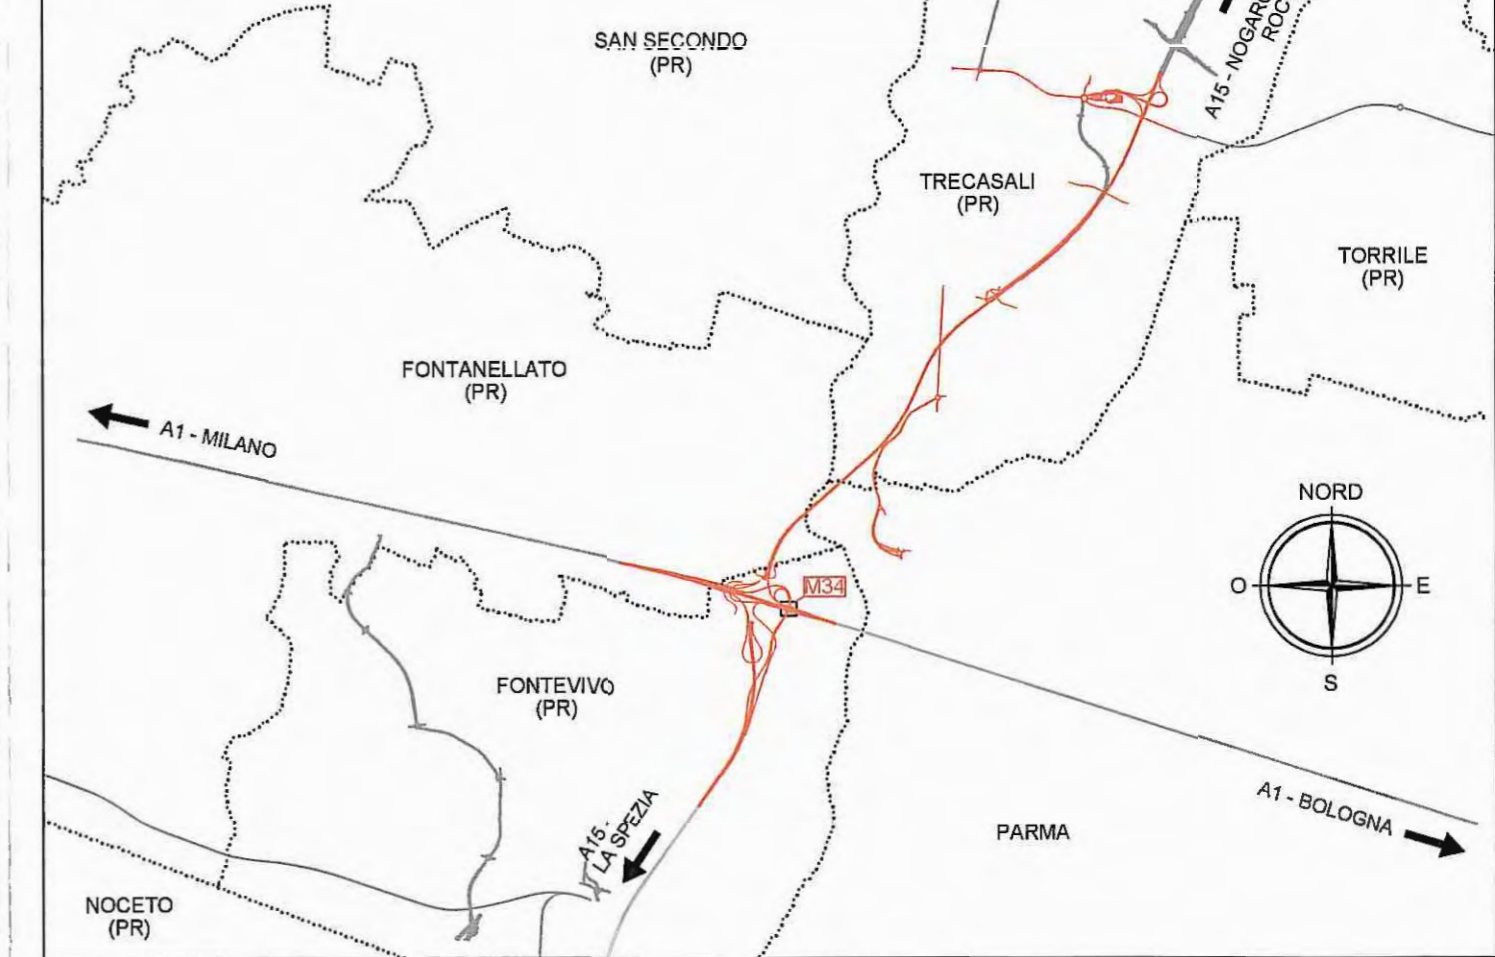 SAN SECONDO
(PR)
A15 - NOGARO
ROC
TRECASALI
(PR)
TORRILE
(PR)
FONTANELLATO
(PR)
A1 - MILANO
NORD
O
E
S
M34
FONTEVIVO
(PR)
A15 -
LA SPEZIA
A1 - BOLOGNA
PARMA
NOCETO
(PR)